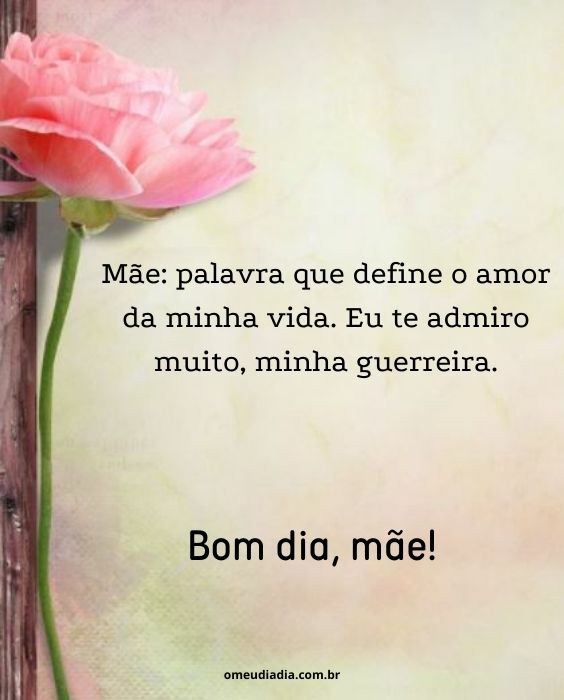 Mãe: palavra que define o amor
da minha vida. Eu te admiro
muito, minha guerreira.
Bom dia, mãe!
omeudiadia.com.br